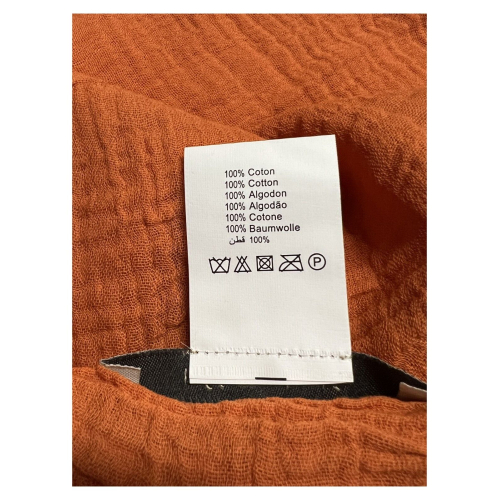 100% Coton
100% Cotton
100% Algodon
100% Algodão
100% Cotone
100% Baumwolle
100% قطن
P